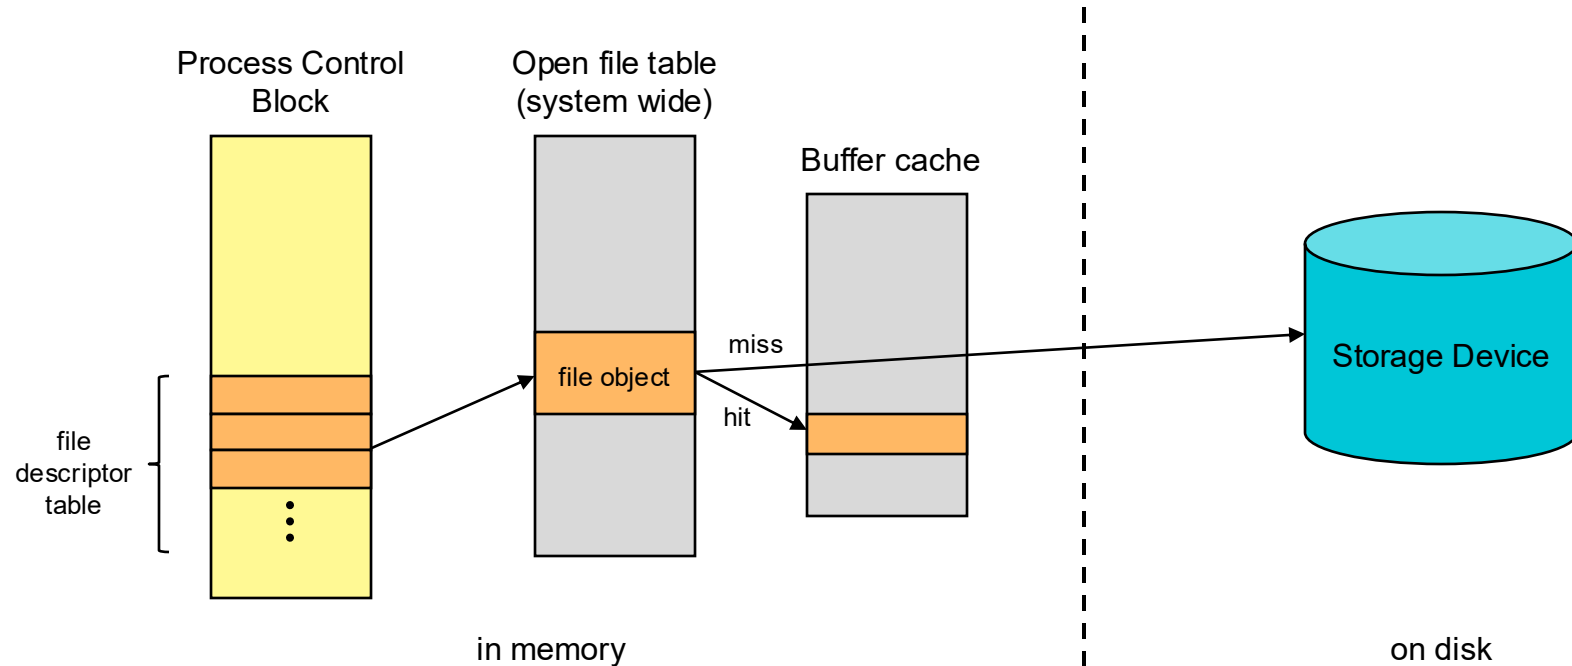 Process Control
Block
Open file table
(system wide)
Buffer cache
file object
miss
hit
Storage Device
file
descriptor
table
in memory
on disk